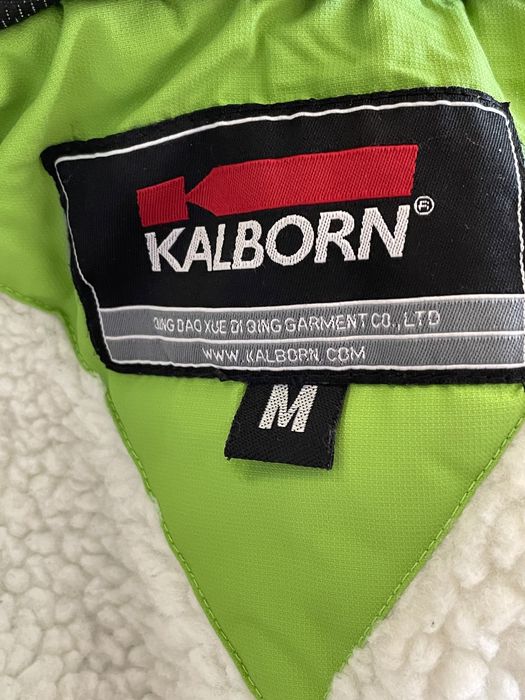 KALBORN®
QING DAO XUE DI QING GARMENT CO.,LTD
WWW.KALBORN.COM
M